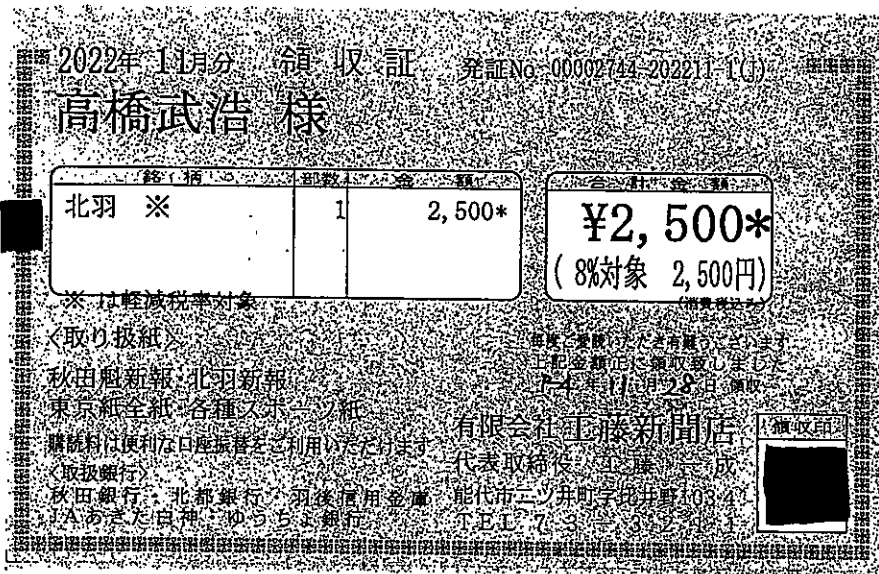 2022年 11月分 領収証 発証No 00002744-202211-1(J)
高橋武浩 様
銘柄 部数 金額
北羽 ※ 1 2,500*
合計金額
¥2,500*
( 8%対象 2,500円)
(消費税込み)
※ は軽減税率対象
〈取り扱紙〉
秋田魁新報・北羽新報
東京紙全紙・各種スポーツ紙
購読料は便利な口座振替をご利用いただけます
〈取扱銀行〉
秋田銀行・北都銀行・羽後信用金庫
JAあきた白神・ゆうちょ銀行
毎度ご愛読いただき有難うございます
上記金額正に領収致しました
R4年11月28日 領収
有限会社 工藤新聞店
代表取締役 工藤一成
能代市二ツ井町字比井野103-4
TEL 73-3211
領収印